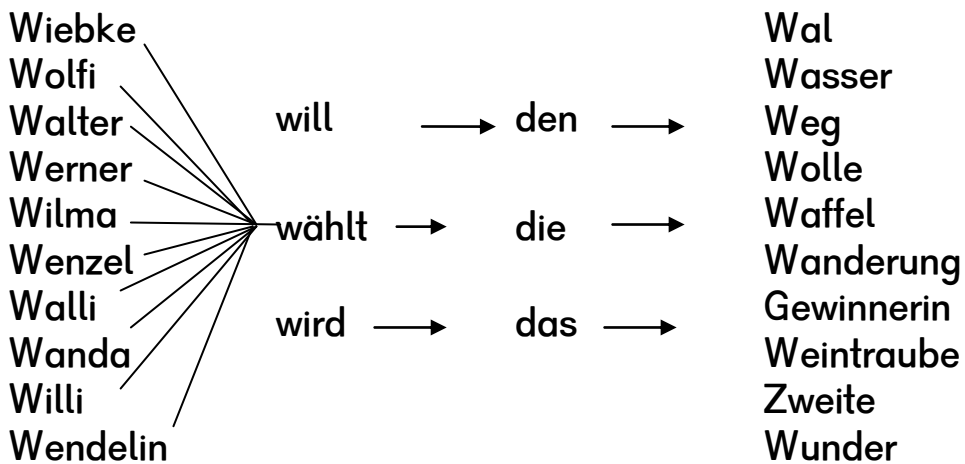 Wiebke
Wolfi
Walter
Werner
Wilma
Wenzel
Walli
Wanda
Willi
Wendelin
will
wählt
wird
den
die
das
Wal
Wasser
Weg
Wolle
Waffel
Wanderung
Gewinnerin
Weintraube
Zweite
Wunder